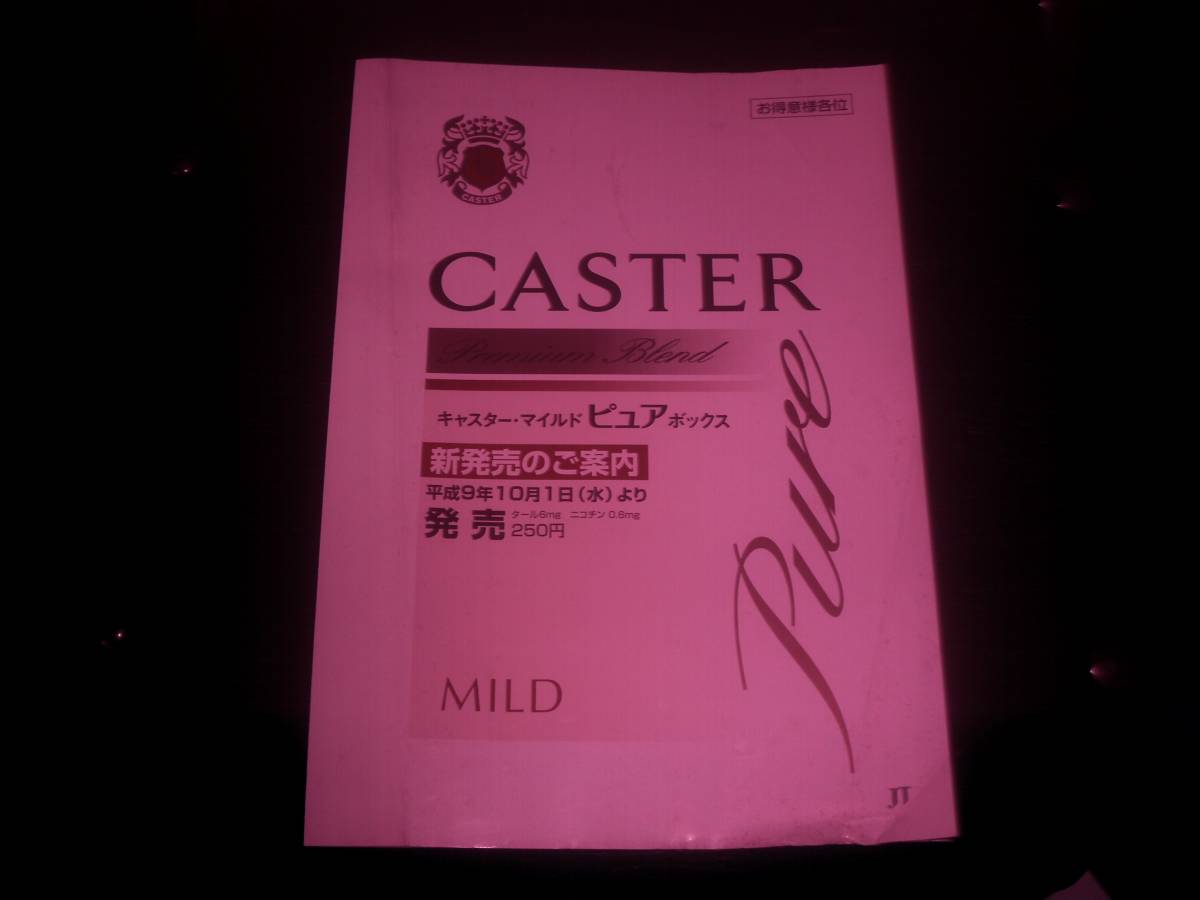 お得意様各位
CASTER
CASTER
Premium Blend
キャスター・マイルド ピュア ボックス
新発売のご案内
平成9年10月1日(水)より
発売 タール6mg ニコチン0.6mg
250円
Pure
MILD
JT